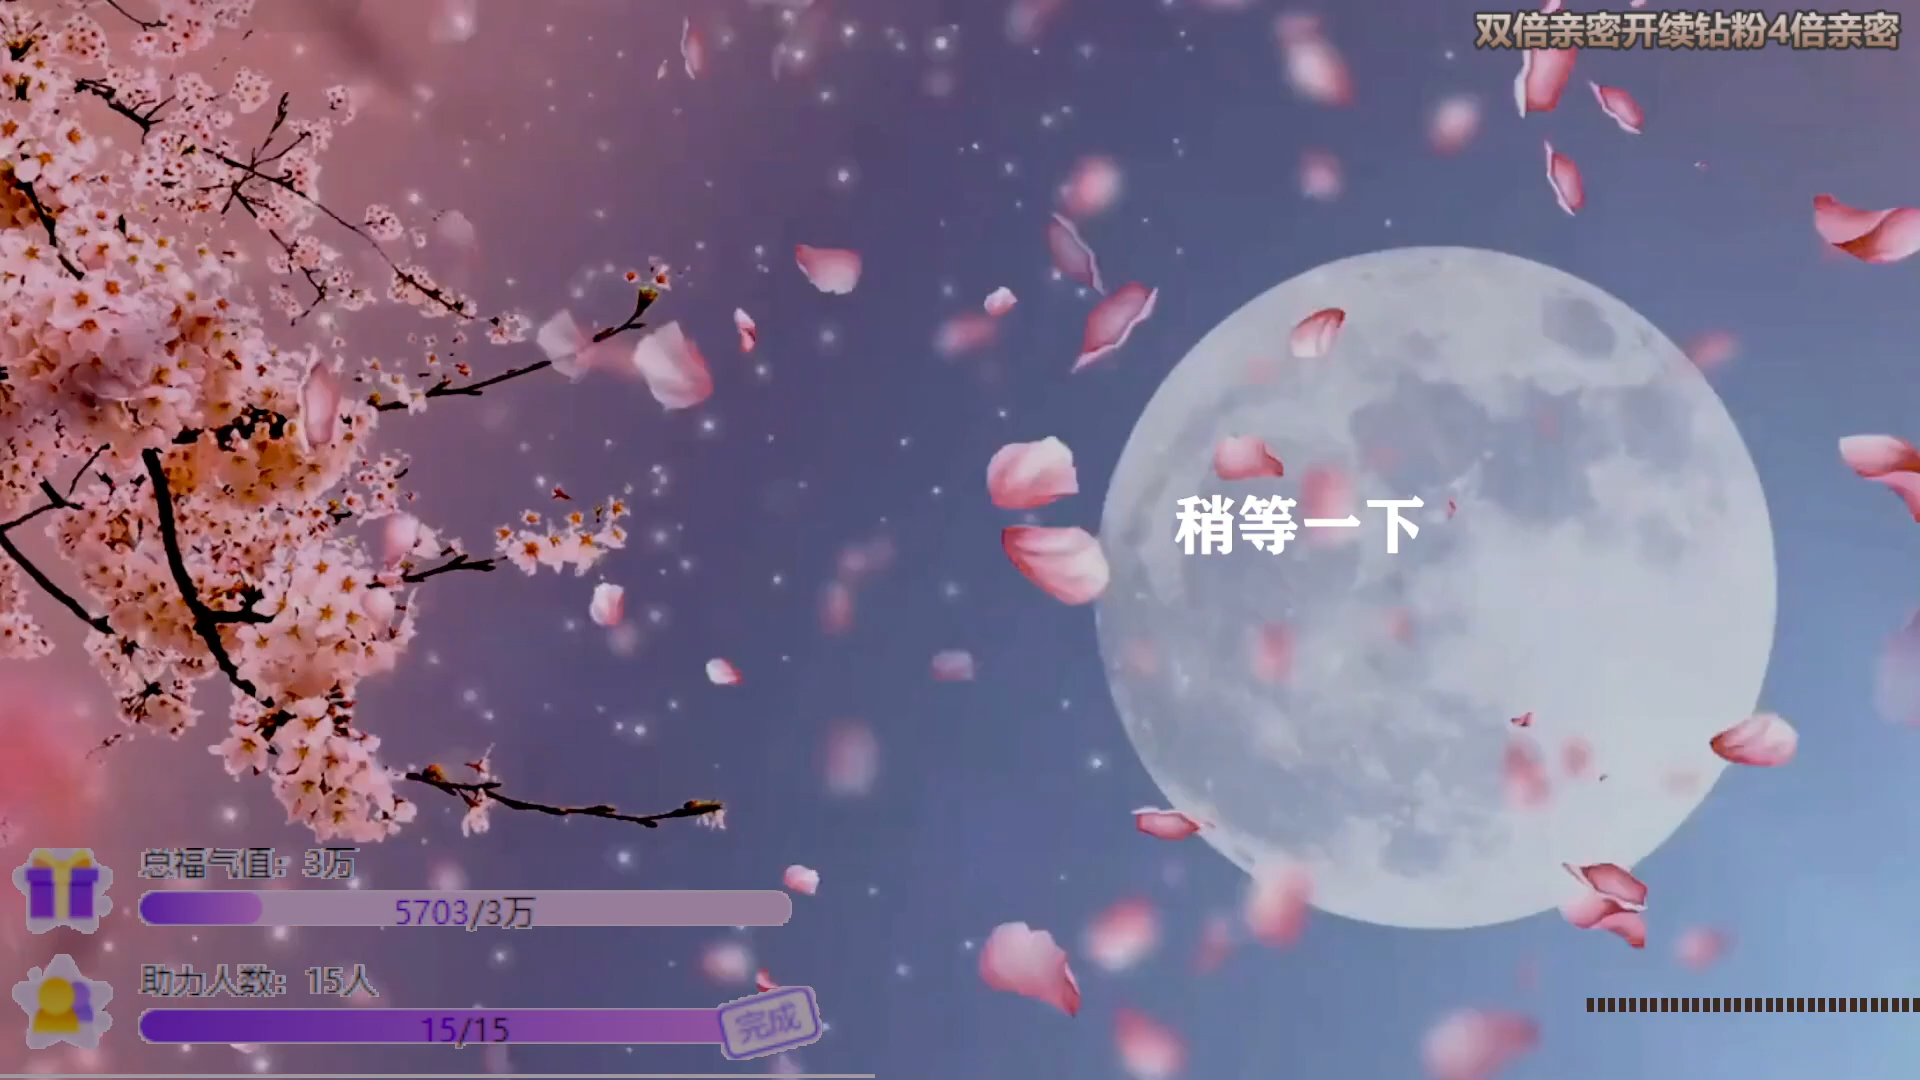 双倍亲密开续钻粉4倍亲密
稍等一下
总福气值：3万
5703/3万
助力人数：15人
15/15
完成